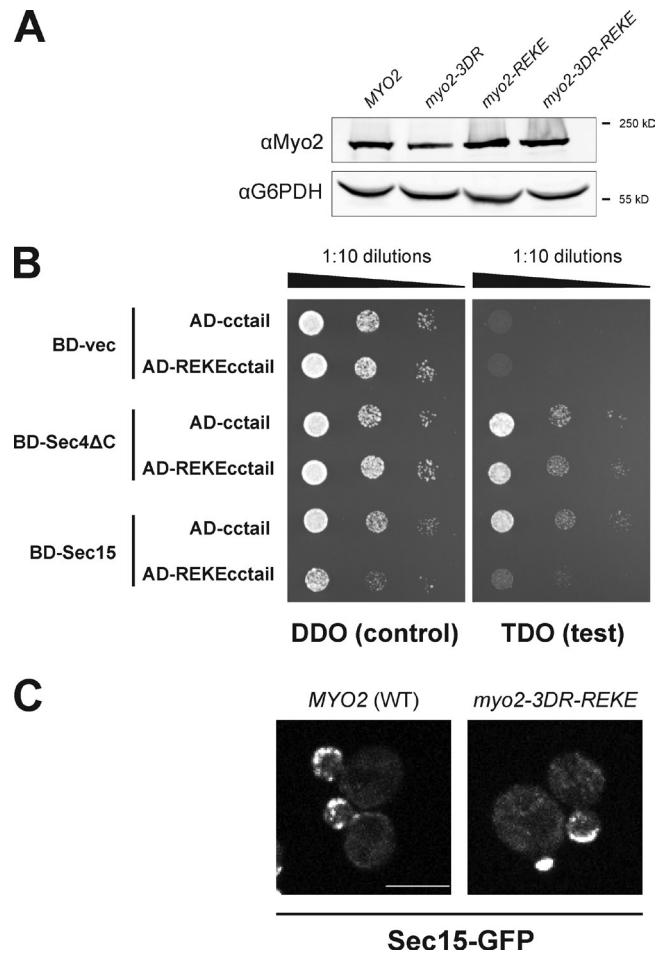 A
MYO2 myo2-3DR myo2-REKE myo2-3DR-REKE
250 kD
αMyo2
αG6PDH
55 kD
B
1:10 dilutions 1:10 dilutions
BD-vec
AD-cctail
AD-REKEcctail
BD-Sec4ΔC
AD-cctail
AD-REKEcctail
BD-Sec15
AD-cctail
AD-REKEcctail
DDO (control) TDO (test)
C
MYO2 (WT) myo2-3DR-REKE
Sec15-GFP